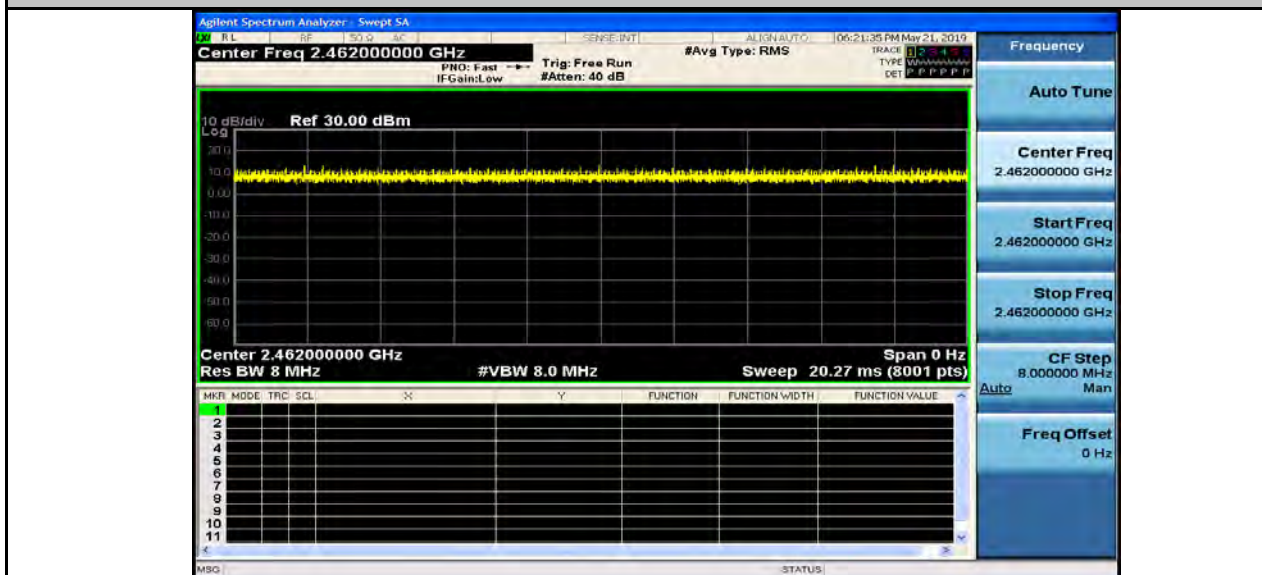 Agilent Spectrum Analyzer - Swept SA
LXI RL RF 50 Ω AC SENSE:INT ALIGNAUTO 06:21:35 PM May 21, 2019
Center Freq 2.462000000 GHz
PNO: Fast
IFGain:Low
Trig: Free Run
#Atten: 40 dB
#Avg Type: RMS
TRACE 1 2 3 4 5 6
TYPE
DET P P P P P P
10 dB/div
Log
Ref 30.00 dBm
20.0
10.0
0.00
-10.0
-20.0
-30.0
-40.0
-50.0
-60.0
Center 2.462000000 GHz
Span 0 Hz
Res BW 8 MHz
#VBW 8.0 MHz
Sweep 20.27 ms (8001 pts)
MKR MODE TRC SCL X Y FUNCTION FUNCTION WIDTH FUNCTION VALUE
1
2
3
4
5
6
7
8
9
10
11
MSG
STATUS
Frequency
Auto Tune
Center Freq
2.462000000 GHz
Start Freq
2.462000000 GHz
Stop Freq
2.462000000 GHz
CF Step
8.000000 MHz
Auto Man
Freq Offset
0 Hz